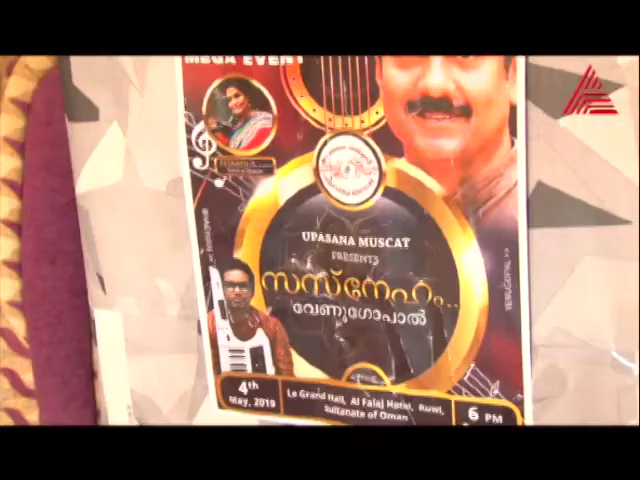 MEGA EVENT
UPASANA MUSCAT
PRESENTS
സസ്നേഹം..
വേണുഗോപാൽ
4th
May, 2019
Le Grand Hall, Al Falaj Hotel, Ruwi,
Sultanate of Oman
6 PM